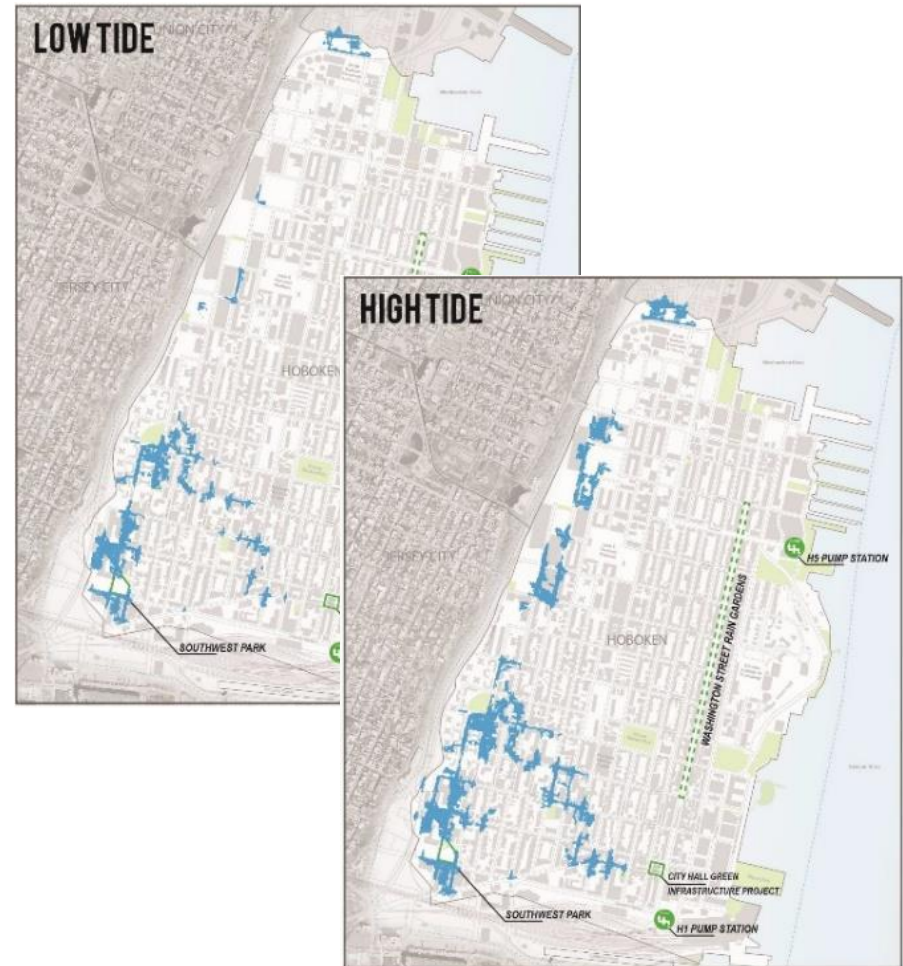 LOW TIDE
UNION CITY
JERSEY CITY
HOBOKEN
SOUTHWEST PARK
HIGH TIDE
UNION CITY
JERSEY CITY
HOBOKEN
H5 PUMP STATION
WASHINGTON STREET RAIN GARDENS
CITY HALL GREEN
INFRASTRUCTURE PROJECT
SOUTHWEST PARK
H1 PUMP STATION